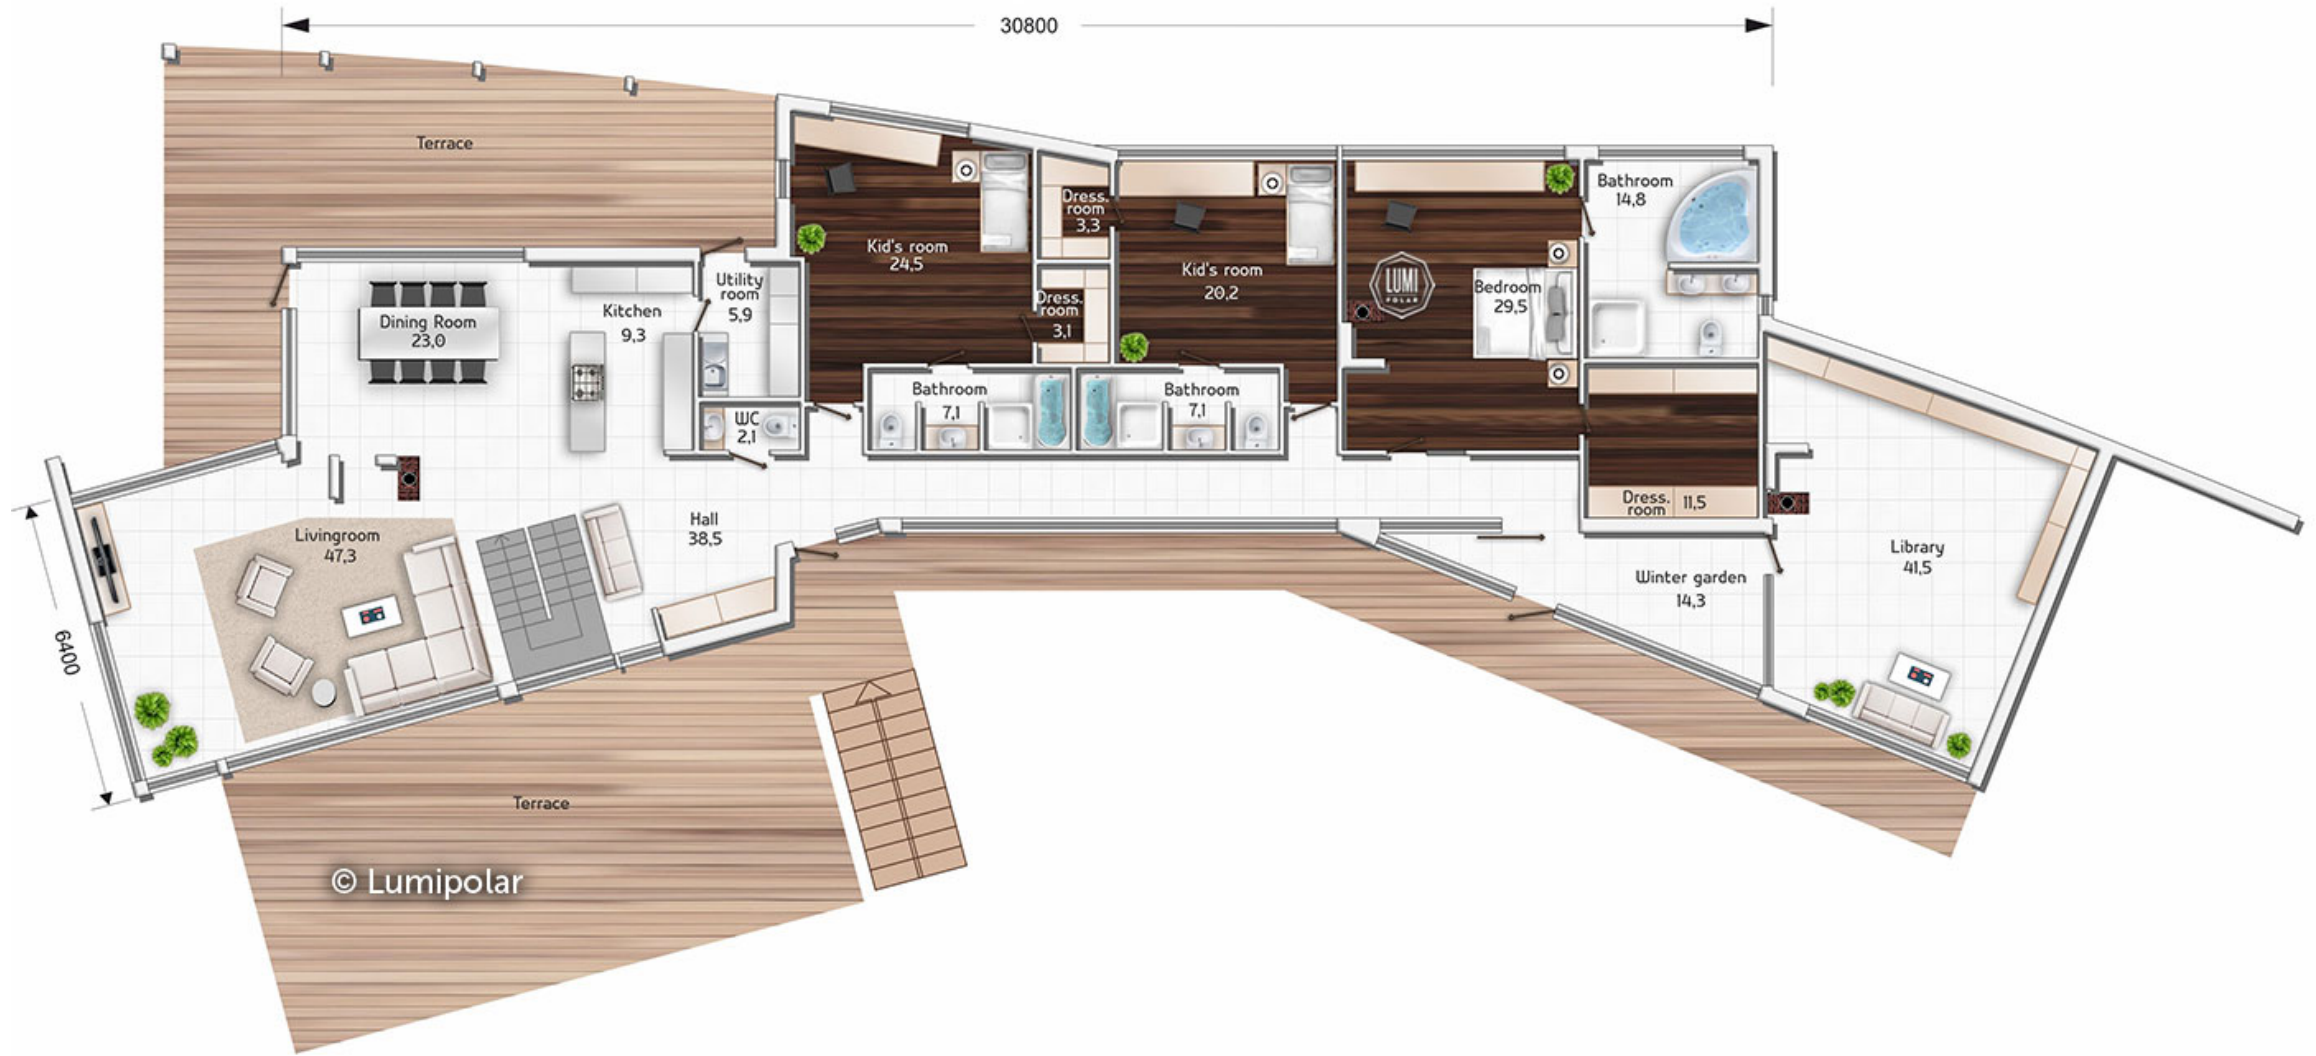 30800
Terrace
Bathroom
14,8
Dress.
room
3,3
Kid's room
24,5
Kid's room
20,2
Utility
room
5,9
LUMI
POLAR
Bedroom
29,5
Dress.
room
3,1
Kitchen
9,3
Dining Room
23,0
Bathroom
7,1
Bathroom
7,1
WC
2,1
Dress.
room
11,5
Hall
38,5
Livingroom
47,3
Library
41,5
Winter garden
14,3
6400
Terrace
© Lumipolar